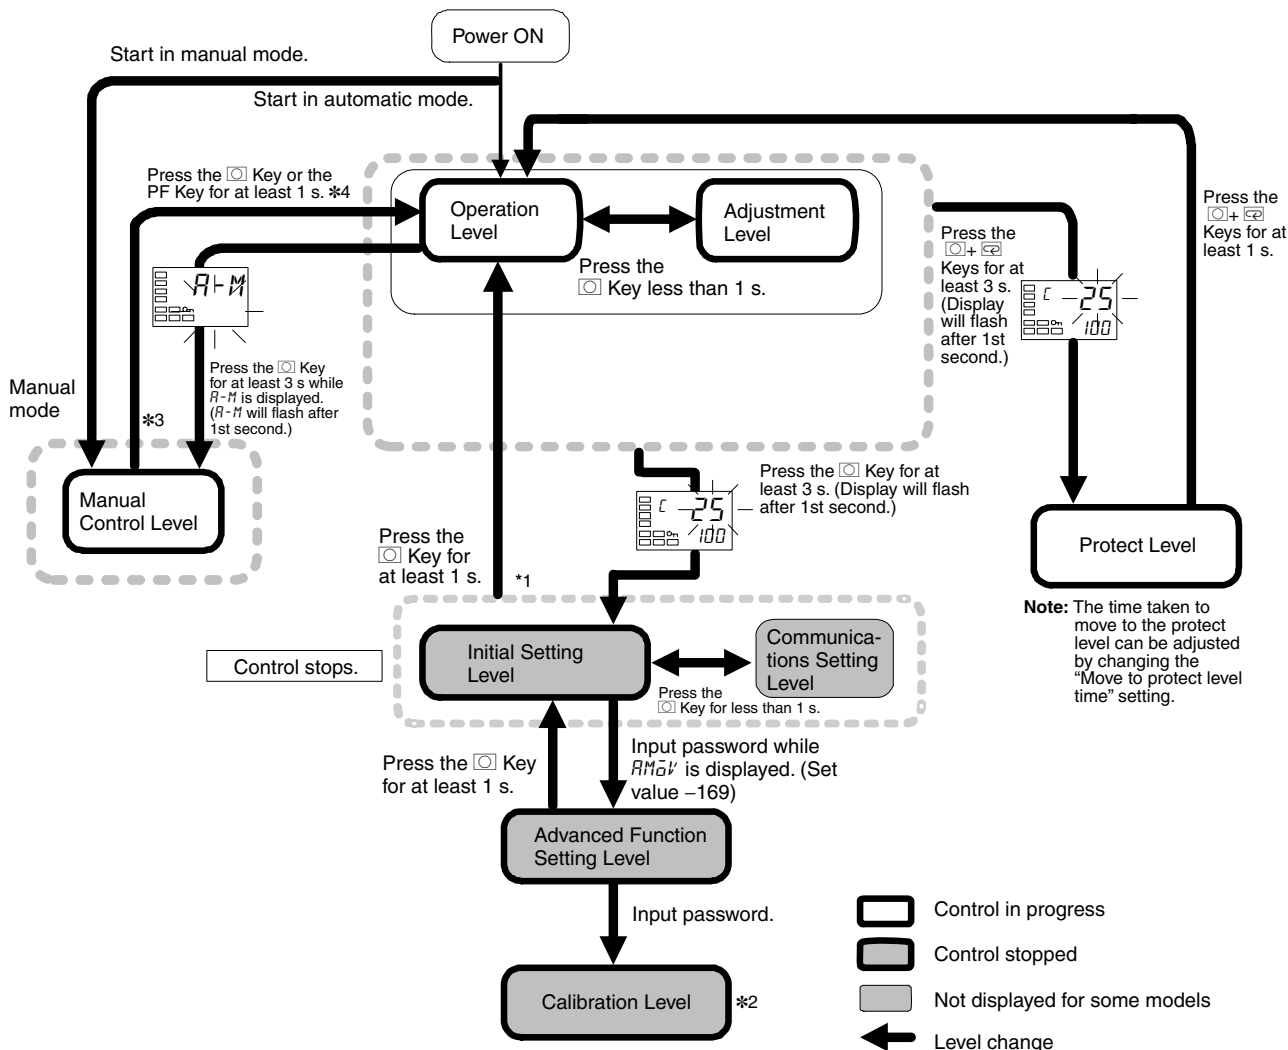 Power ON
Start in manual mode.
Start in automatic mode.
Press the Key or the
PF Key for at least 1 s. *4
Operation
Level
Adjustment
Level
Press the
Key less than 1 s.
Press the
+
Keys for at
least 3 s.
(Display
will flash
after 1st
second.)
Press the
+
Keys for at
least 1 s.
A-M
C 25
100
Press the Key
for at least 3 s while
A-M is displayed.
(A-M will flash after
1st second.)
Manual
mode
*3
Manual
Control Level
Press the Key for at
least 3 s. (Display will flash
after 1st second.)
C 25
100
Press the
Key for
at least 1 s.
*1
Protect Level
Note: The time taken to
move to the protect
level can be adjusted
by changing the
“Move to protect level
time” setting.
Control stops.
Initial Setting
Level
Communica-
tions Setting
Level
Press the
Key for less than 1 s.
Press the Key
for at least 1 s.
Input password while
AMOV is displayed. (Set
value −169)
Advanced Function
Setting Level
Input password.
Calibration Level
*2
Control in progress
Control stopped
Not displayed for some models
Level change